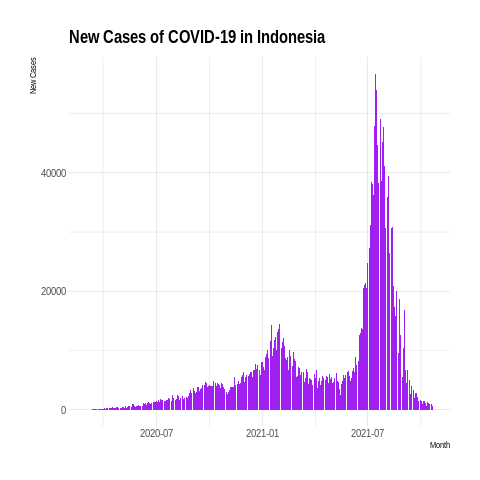 New Cases of COVID-19 in Indonesia
New Cases
40000
20000
0
2020-07
2021-01
2021-07
Month